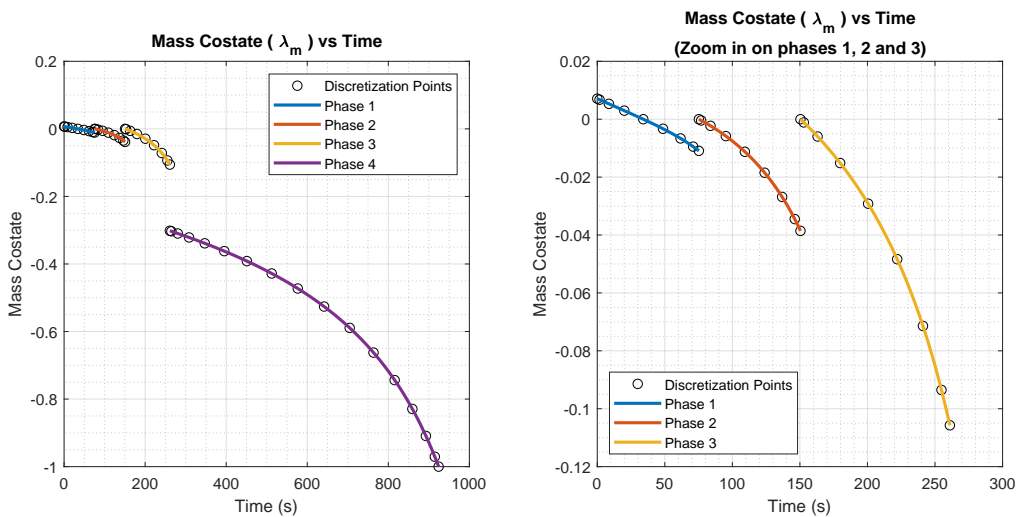 Mass Costate ( λm ) vs Time
0.2
0
-0.2
-0.4
-0.6
-0.8
-1
Mass Costate
0
200
400
600
800
1000
Time (s)
Discretization Points
Phase 1
Phase 2
Phase 3
Phase 4
Mass Costate ( λm ) vs Time
(Zoom in on phases 1, 2 and 3)
0.02
0
-0.02
-0.04
-0.06
-0.08
-0.1
-0.12
Mass Costate
0
50
100
150
200
250
300
Time (s)
Discretization Points
Phase 1
Phase 2
Phase 3